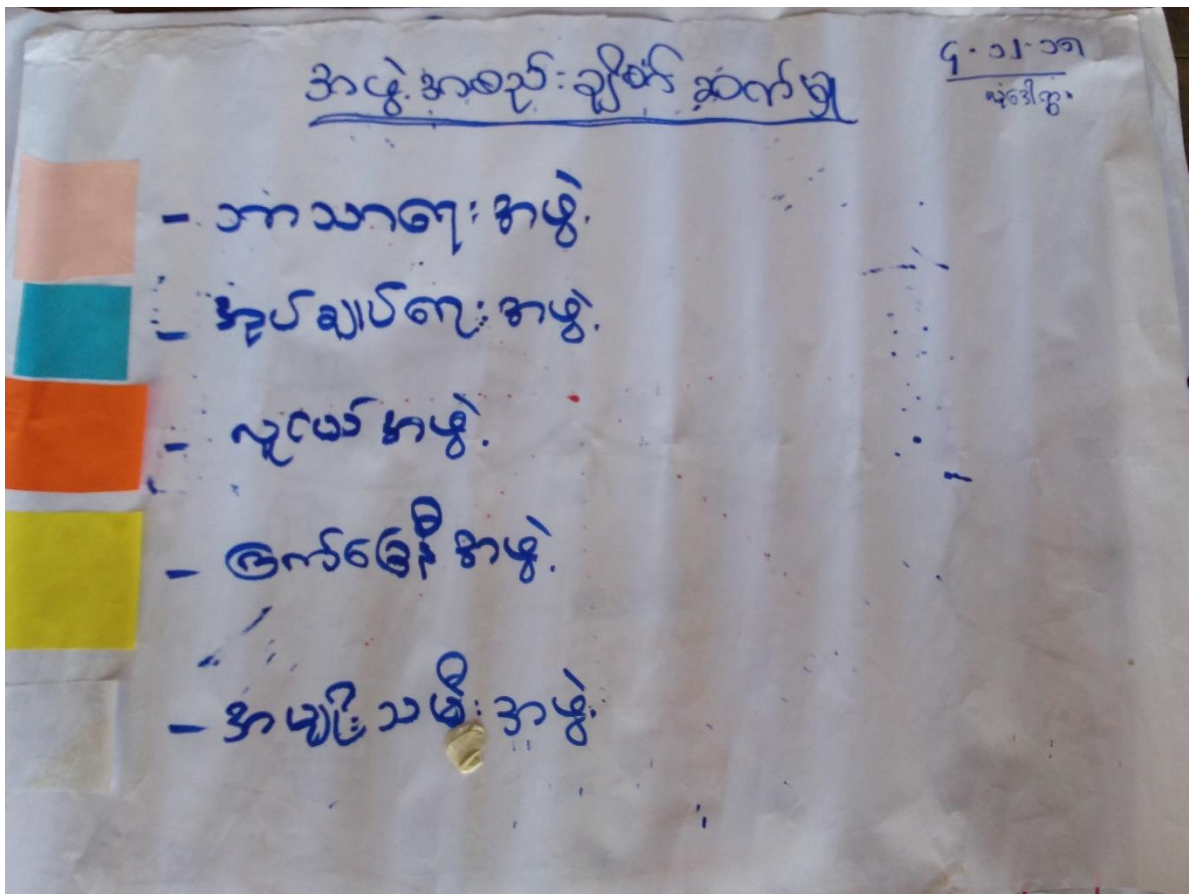 အဖွဲ့အစည်းချိတ်ဆက်မှု
၄-၁၂-၁၅
- ဘာသာရေးအဖွဲ့
- အုပ်ချုပ်ရေးအဖွဲ့
- လူငယ်အဖွဲ့
- ကြက်ခြေနီအဖွဲ့
- အမျိုးသမီးအဖွဲ့